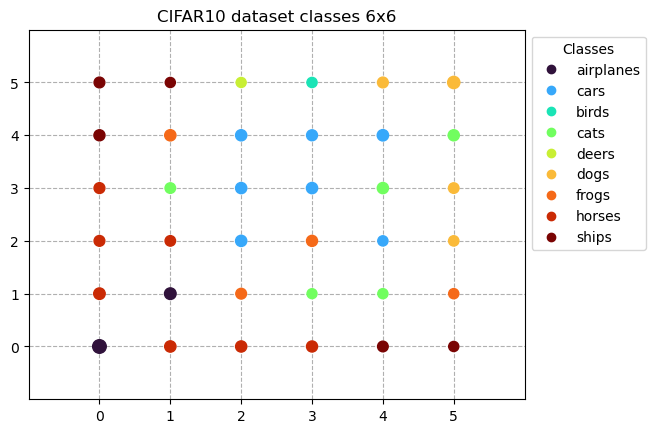 CIFAR10 dataset classes 6x6
Classes
airplanes
cars
birds
cats
deers
dogs
frogs
horses
ships
5
4
3
2
1
0
0 1 2 3 4 5